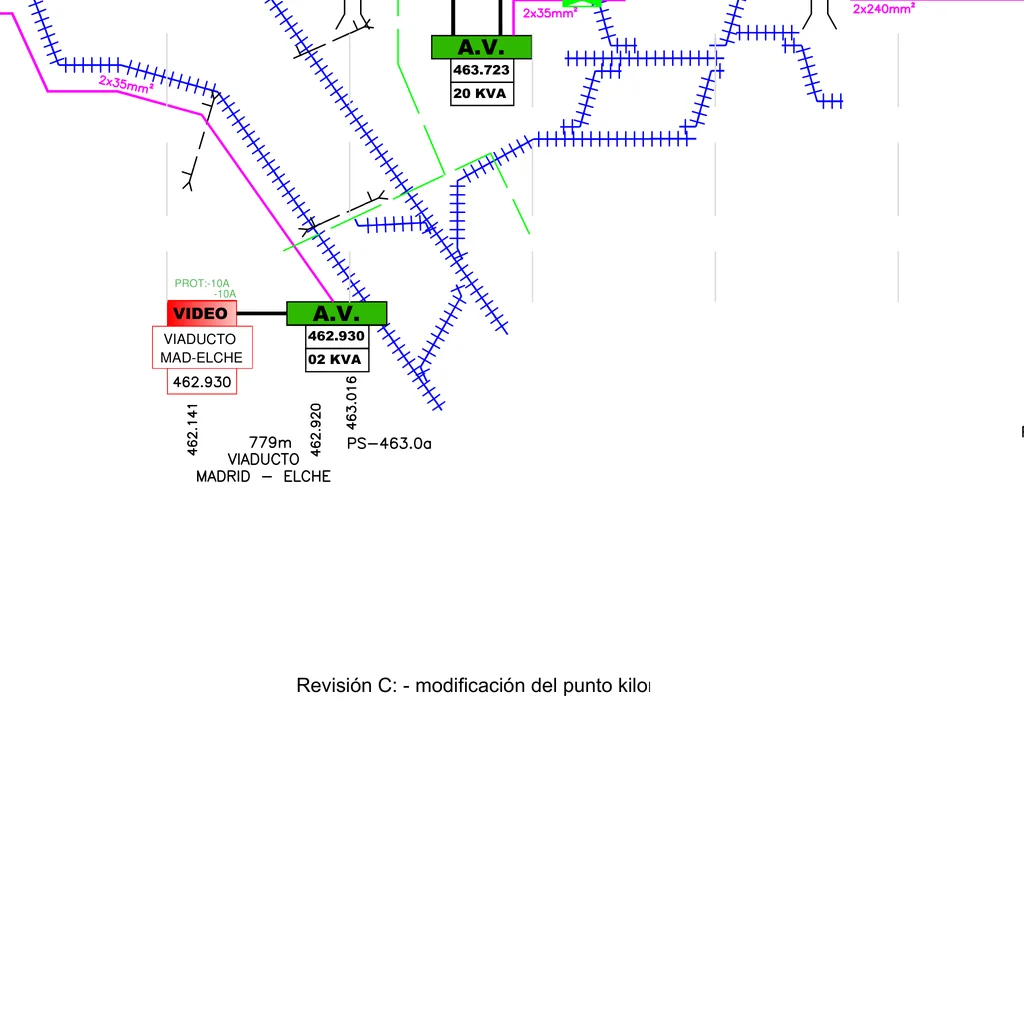 2x35mm²
2x240mm²
A.V.
463.723
20 KVA
2x35mm²
PROT:-10A
-10A
VIDEO
A.V.
VIADUCTO
MAD-ELCHE
462.930
462.930
02 KVA
462.141
462.920
463.016
779m
PS-463.0a
VIADUCTO
MADRID - ELCHE
Revisión C: - modificación del punto